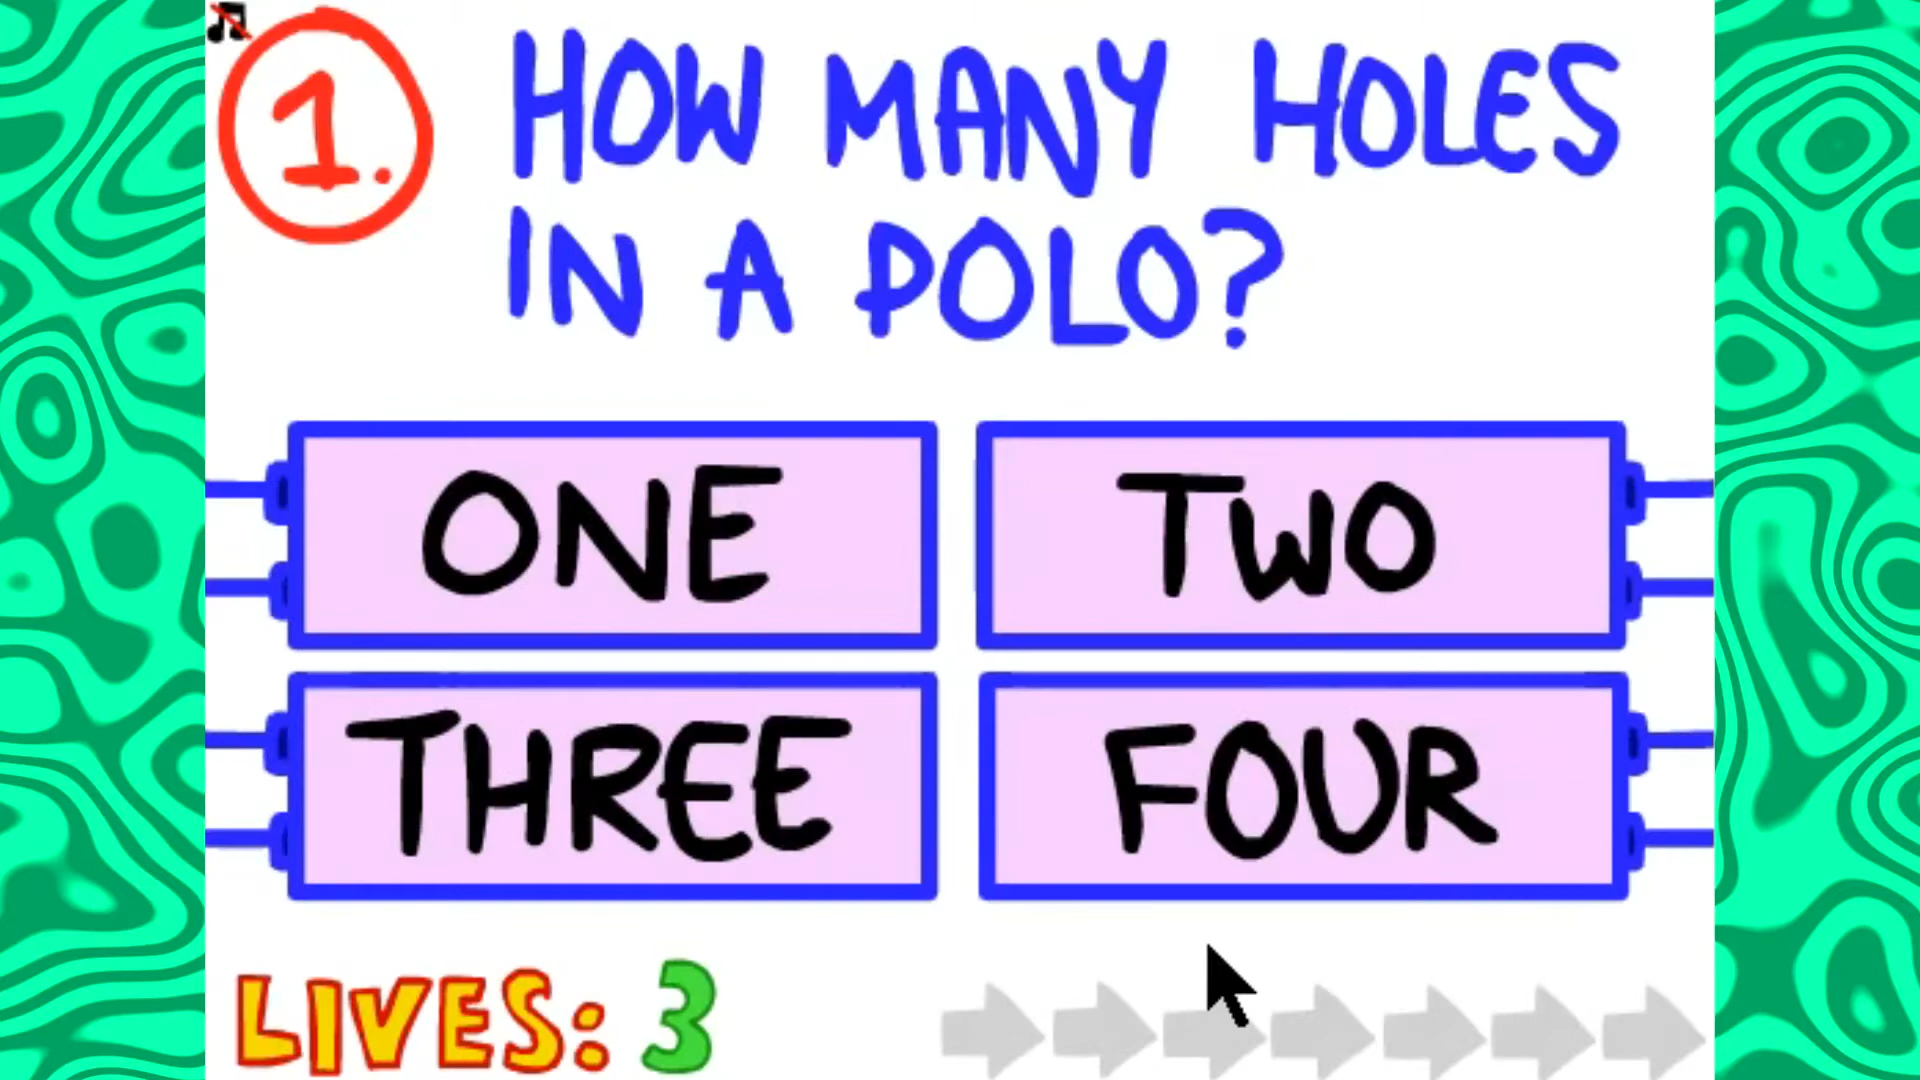 1. HOW MANY HOLES
IN A POLO?
ONE
TWO
THREE
FOUR
LIVES: 3